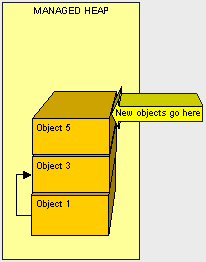 MANAGED HEAP
New objects go here
Object 5
Object 3
Object 1